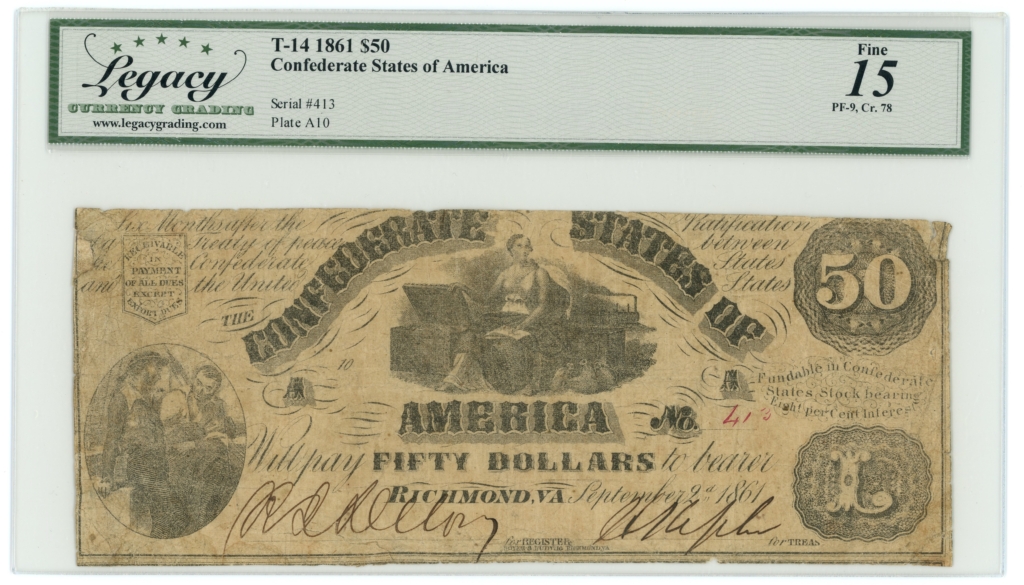 Legacy
CURRENCY GRADING
www.legacygrading.com
T-14 1861 $50
Confederate States of America
Serial #413
Plate A10
Fine
15
PF-9, Cr. 78
Six Months after the Ratification
Treaty of peace between
Confederate States
and the United States
RECEIVABLE
IN
PAYMENT
OF ALL DUES
EXCEPT
EXPORT DUES
THE CONFEDERATE STATES OF
AMERICA
50
A 10 A
No. 413
Fundable in Confederate
States Stock bearing
Eight per Cent Interest
Will pay FIFTY DOLLARS to bearer
RICHMOND, VA September 2d 1861
L
for REGISTER
for TREAS